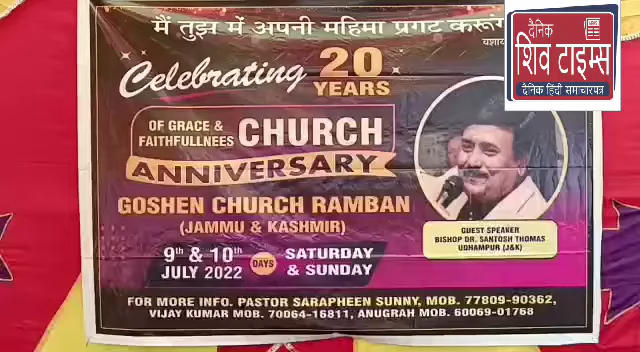 मैं तुझ में अपनी महिमा प्रगट करूंग
यशाय
दैनिक
शिव टाइम्स
दैनिक हिंदी समाचारपत्र
Celebrating 20
YEARS
OF GRACE &
FAITHFULLNEES CHURCH
ANNIVERSARY
GOSHEN CHURCH RAMBAN
(JAMMU & KASHMIR)
9th & 10th
JULY 2022
DAYS
SATURDAY
& SUNDAY
GUEST SPEAKER
BISHOP DR. SANTOSH THOMAS
UDHAMPUR (J&K)
FOR MORE INFO. PASTOR SARAPHEEN SUNNY, MOB. 77809-90362,
VIJAY KUMAR MOB. 70064-16811, ANUGRAH MOB. 60069-01768